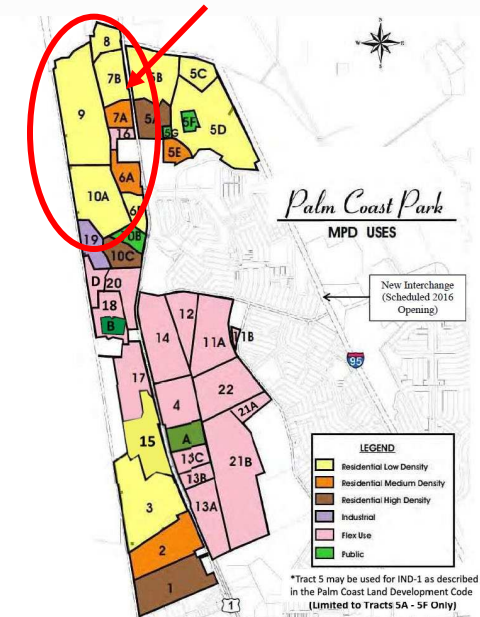 8
7B
5B
5C
9
7A
5A
5F
5D
16
5G
5E
6A
10A
Palm Coast Park
MPD USES
19
10B
10C
D
20
New Interchange
(Scheduled 2016
Opening)
18
B
12
14
11A
11B
95
17
22
4
21A
15
A
13C
21B
13B
3
13A
2
1
1
LEGEND
Residential Low Density
Residential Medium Density
Residential High Density
Industrial
Flex Use
Public
*Tract 5 may be used for IND-1 as described
in the Palm Coast Land Development Code
(Limited to Tracts 5A - 5F Only)